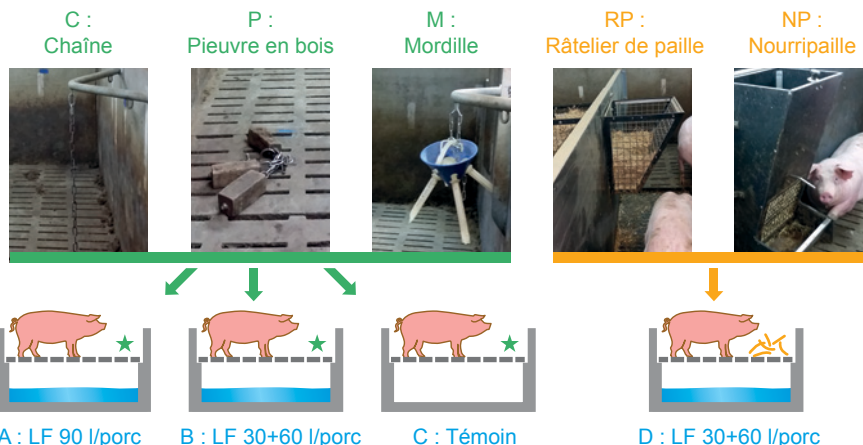 C :
Chaîne
P :
Pieuvre en bois
M :
Mordille
RP :
Râtelier de paille
NP :
Nourripaille
A : LF 90 l/porc
B : LF 30+60 l/porc
C : Témoin
D : LF 30+60 l/porc